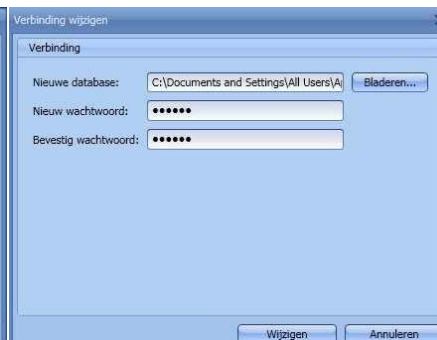 Verbinding wijzigen
Verbinding
Nieuwe database: C:\Documents and Settings\All Users\A Bladeren...
Nieuw wachtwoord: ●●●●●●
Bevestig wachtwoord: ●●●●●●
Wijzigen Annuleren